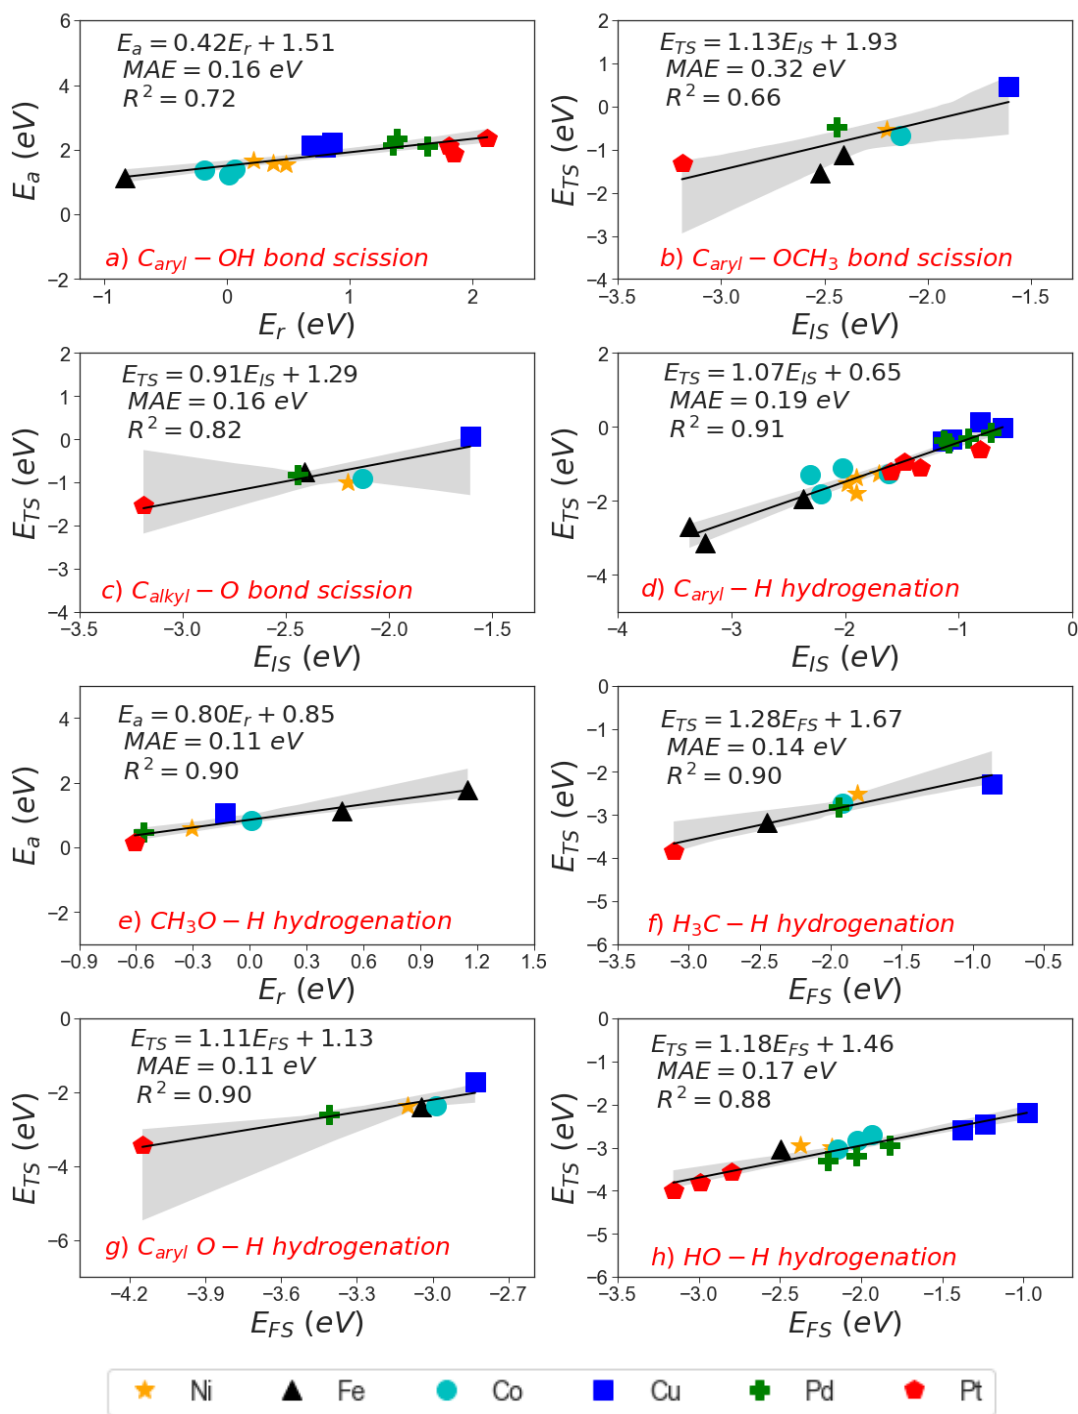 E_a = 0.42E_r + 1.51
MAE = 0.16 eV
R² = 0.72
6
4
2
0
−2
E_a (eV)
a) C_aryl − OH bond scission
−1
0
1
2
E_r (eV)
E_TS = 1.13E_IS + 1.93
MAE = 0.32 eV
R² = 0.66
2
1
0
−1
−2
−3
−4
E_TS (eV)
b) C_aryl − OCH₃ bond scission
−3.5
−3.0
−2.5
−2.0
−1.5
E_IS (eV)
E_TS = 0.91E_IS + 1.29
MAE = 0.16 eV
R² = 0.82
2
1
0
−1
−2
−3
−4
E_TS (eV)
c) C_alkyl − O bond scission
−3.5
−3.0
−2.5
−2.0
−1.5
E_IS (eV)
E_TS = 1.07E_IS + 0.65
MAE = 0.19 eV
R² = 0.91
2
0
−2
−4
E_TS (eV)
d) C_aryl − H hydrogenation
−4
−3
−2
−1
0
E_IS (eV)
E_a = 0.80E_r + 0.85
MAE = 0.11 eV
R² = 0.90
4
2
0
−2
E_a (eV)
e) CH₃O − H hydrogenation
−0.9
−0.6
−0.3
0.0
0.3
0.6
0.9
1.2
1.5
E_r (eV)
E_TS = 1.28E_FS + 1.67
MAE = 0.14 eV
R² = 0.90
0
−1
−2
−3
−4
−5
−6
E_TS (eV)
f) H₃C − H hydrogenation
−3.5
−3.0
−2.5
−2.0
−1.5
−1.0
−0.5
E_FS (eV)
E_TS = 1.11E_FS + 1.13
MAE = 0.11 eV
R² = 0.90
0
−2
−4
−6
E_TS (eV)
g) C_aryl O − H hydrogenation
−4.2
−3.9
−3.6
−3.3
−3.0
−2.7
E_FS (eV)
E_TS = 1.18E_FS + 1.46
MAE = 0.17 eV
R² = 0.88
0
−1
−2
−3
−4
−5
−6
E_TS (eV)
h) HO − H hydrogenation
−3.5
−3.0
−2.5
−2.0
−1.5
−1.0
E_FS (eV)
Ni Fe Co Cu Pd Pt